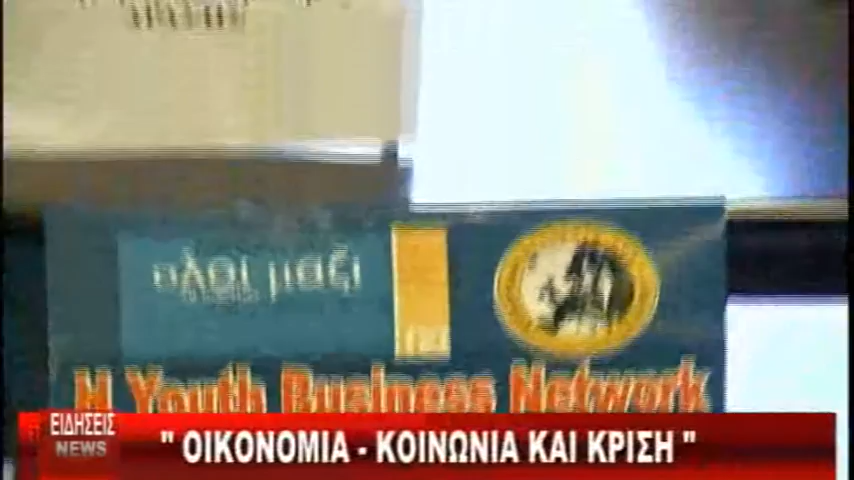 όλοι μαζί
Η Youth Business Network
ΕΙΔΗΣΕΙΣ
NEWS
" ΟΙΚΟΝΟΜΙΑ - ΚΟΙΝΩΝΙΑ ΚΑΙ ΚΡΙΣΗ "